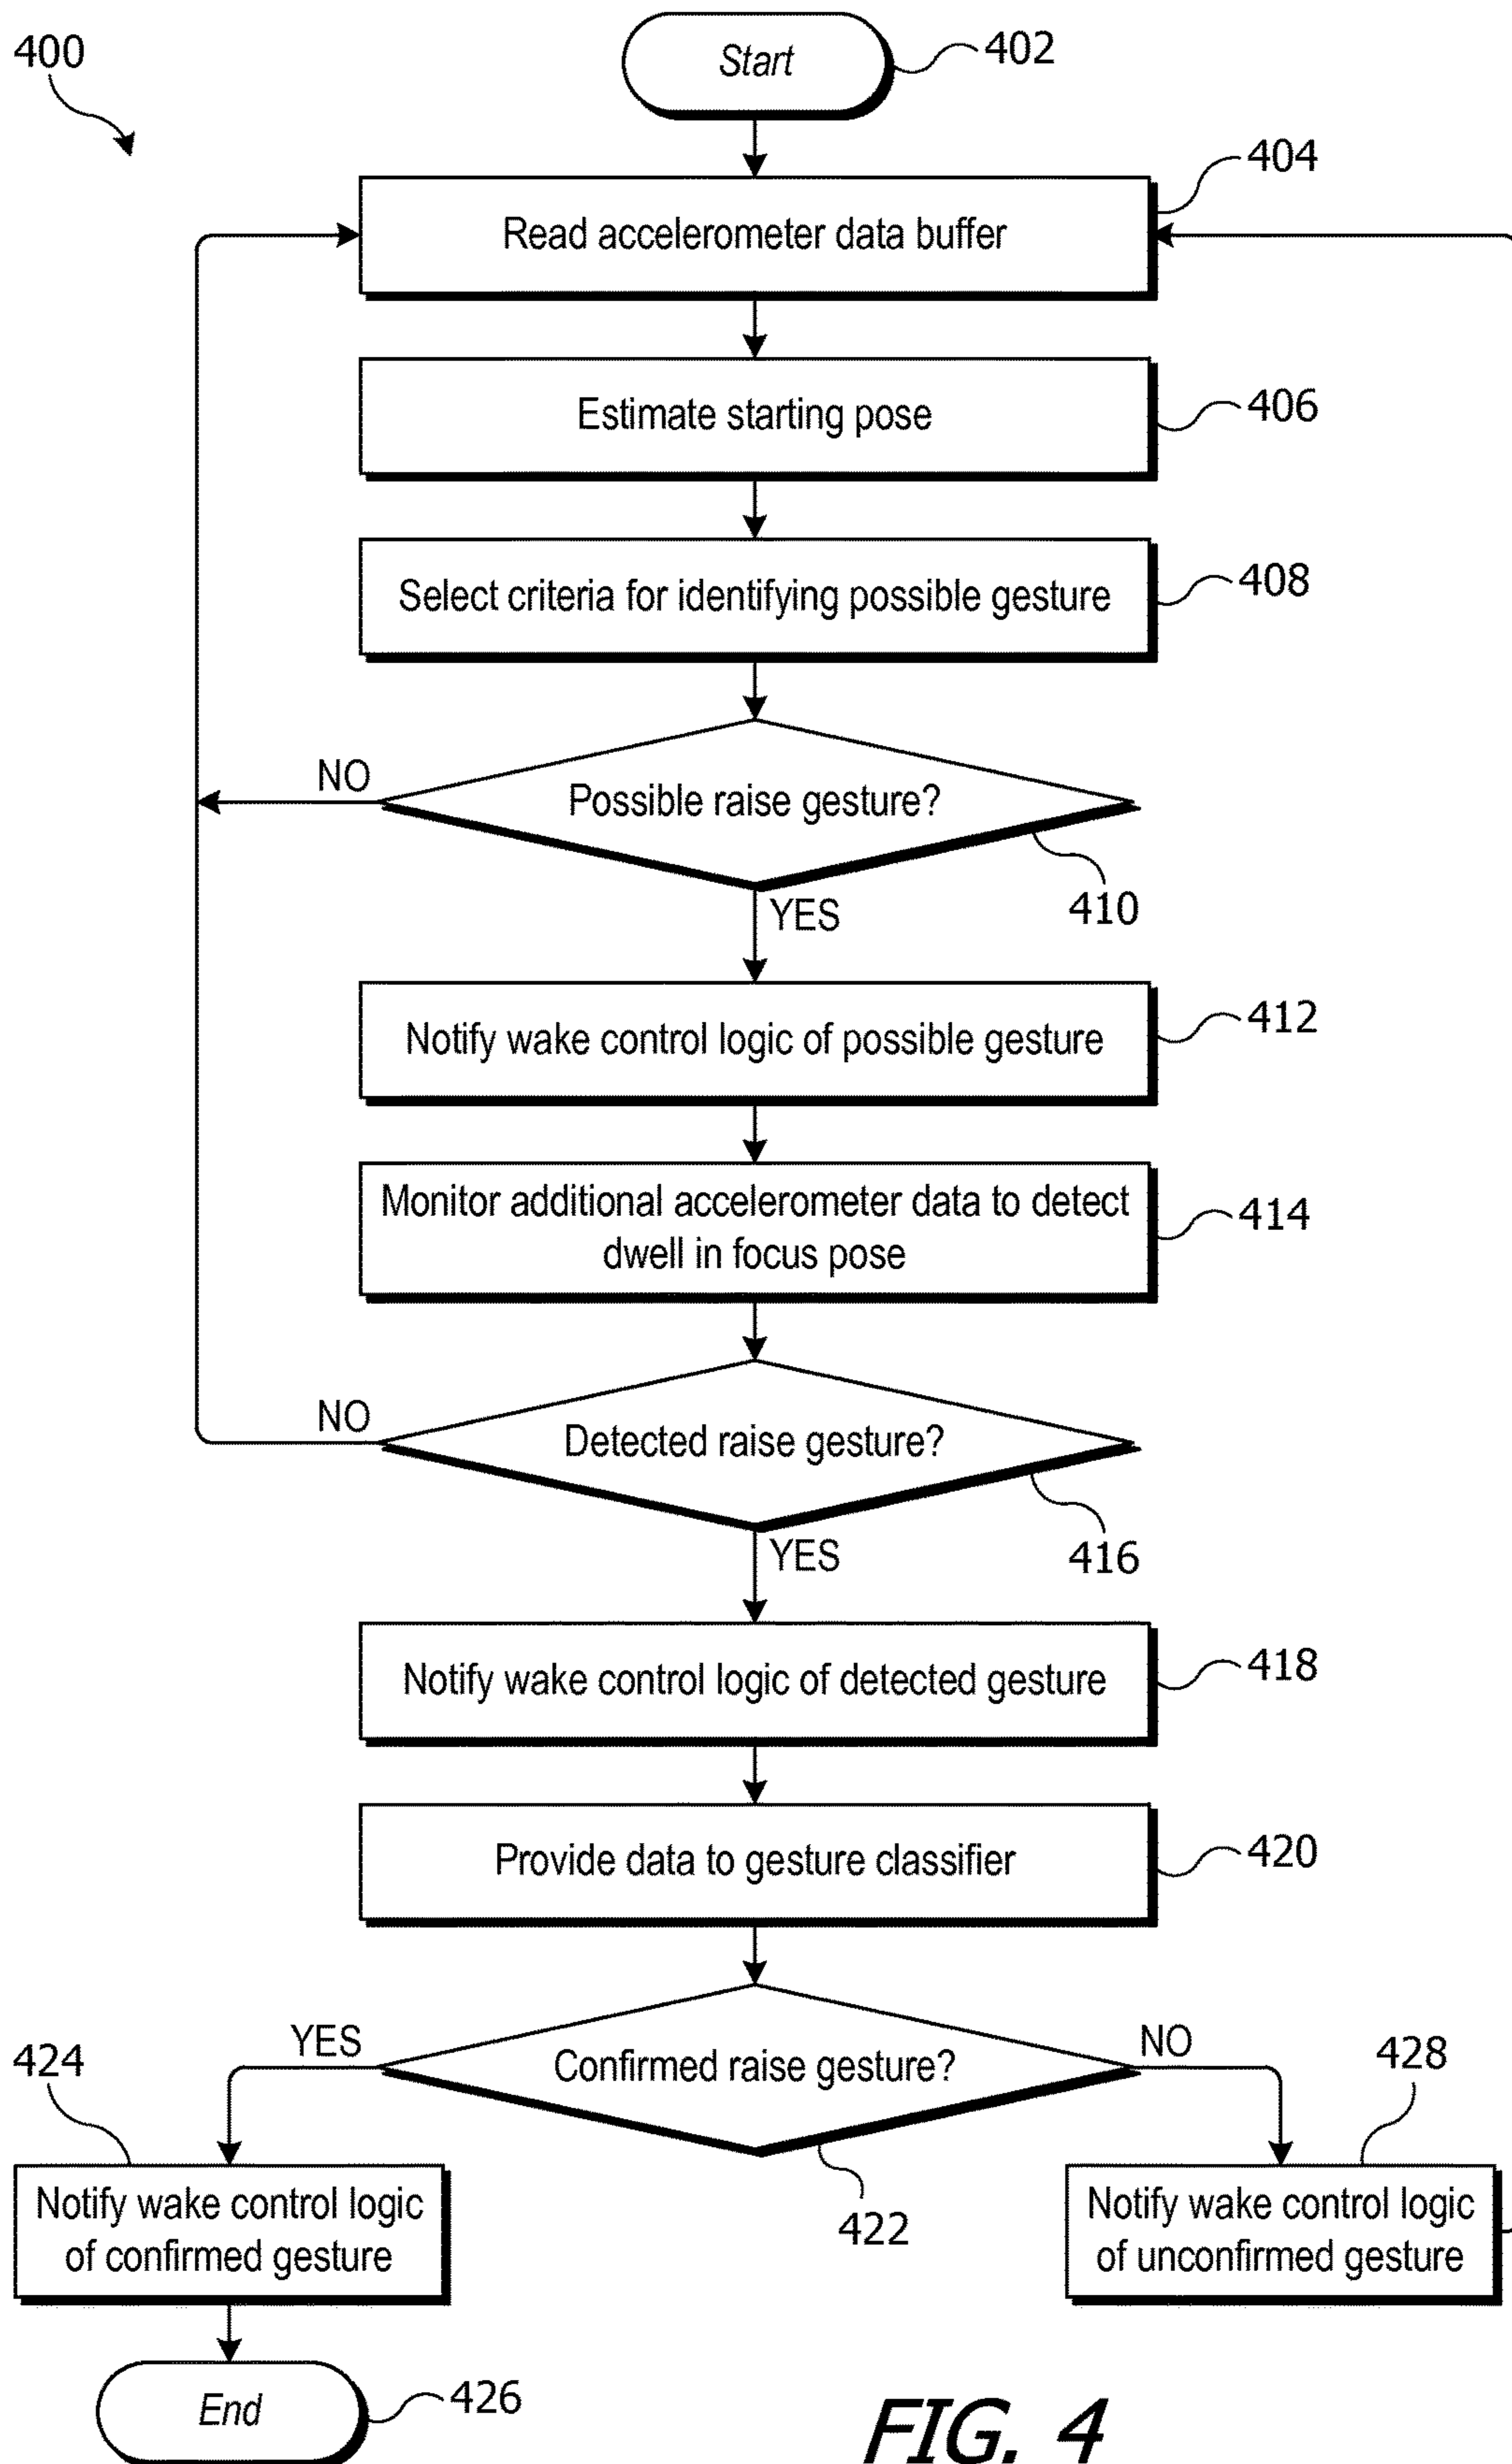 400
Start
402
404
Read accelerometer data buffer
Estimate starting pose
406
Select criteria for identifying possible gesture
408
NO
Possible raise gesture?
410
YES
Notify wake control logic of possible gesture
412
Monitor additional accelerometer data to detect
dwell in focus pose
414
NO
Detected raise gesture?
416
YES
Notify wake control logic of detected gesture
418
Provide data to gesture classifier
420
YES
Confirmed raise gesture?
NO
424
428
422
Notify wake control logic
of confirmed gesture
Notify wake control logic
of unconfirmed gesture
End
426
FIG. 4